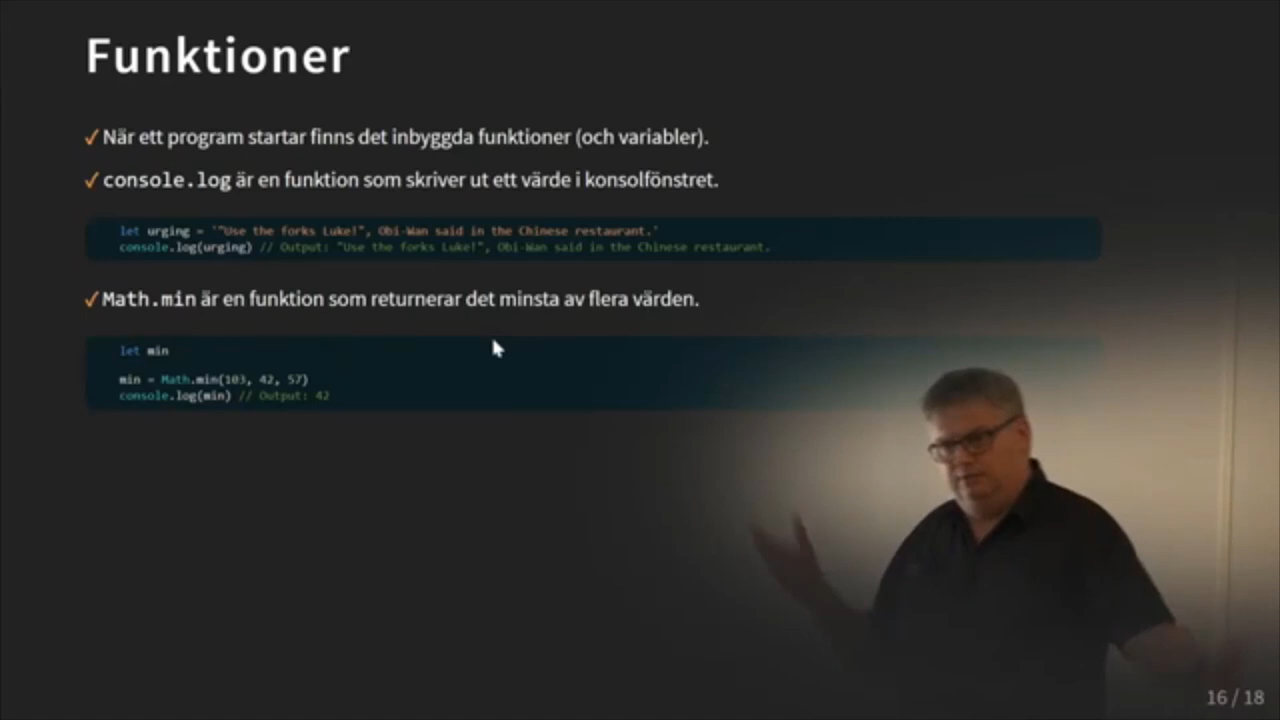 Funktioner
✓ När ett program startar finns det inbyggda funktioner (och variabler).
✓ console.log är en funktion som skriver ut ett värde i konsolfönstret.
let urging = '"Use the forks Luke!", Obi-Wan said in the Chinese restaurant.'
console.log(urging) // Output: "Use the forks Luke!", Obi-Wan said in the Chinese restaurant.
✓ Math.min är en funktion som returnerar det minsta av flera värden.
let min
min = Math.min(103, 42, 57)
console.log(min) // Output: 42
16 / 18